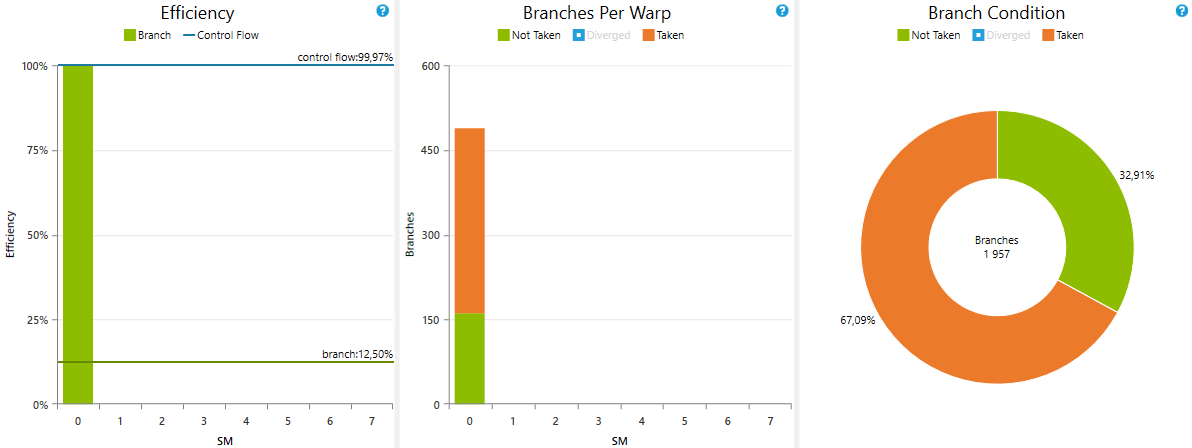 Efficiency
?
Branch Control Flow
control flow:99,97%
100%
75%
50%
25%
0%
branch:12,50%
Efficiency
0 1 2 3 4 5 6 7
SM
Branches Per Warp
?
Not Taken Diverged Taken
600
450
300
150
0
Branches
0 1 2 3 4 5 6 7
SM
Branch Condition
?
Not Taken Diverged Taken
32,91%
Branches
1 957
67,09%